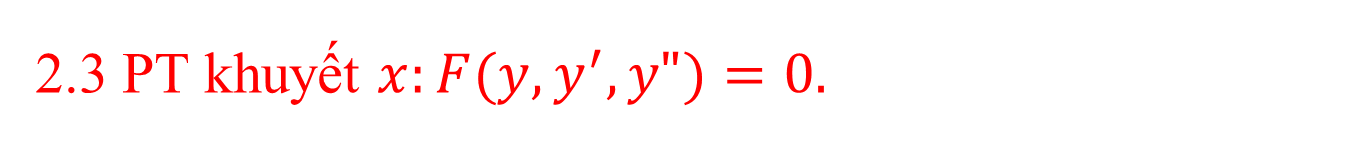 2.3 PT khuyết x: F(y, y′, y") = 0.